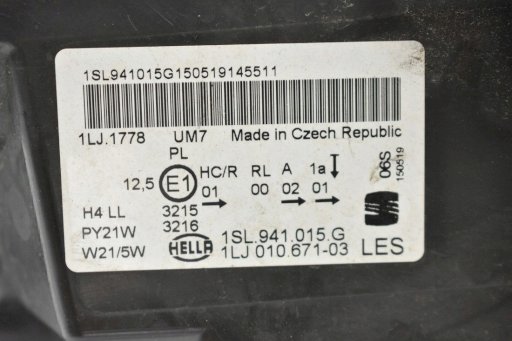 1SL941015G150519145511
1LJ.1778 UM7 Made in Czech Republic
PL
HC/R RL A 1a
12,5 E1 01 00 02 01
06S
150519
H4 LL 3215
PY21W 3216
W21/5W HELLA
1SL.941.015.G
1LJ 010.671-03 LES